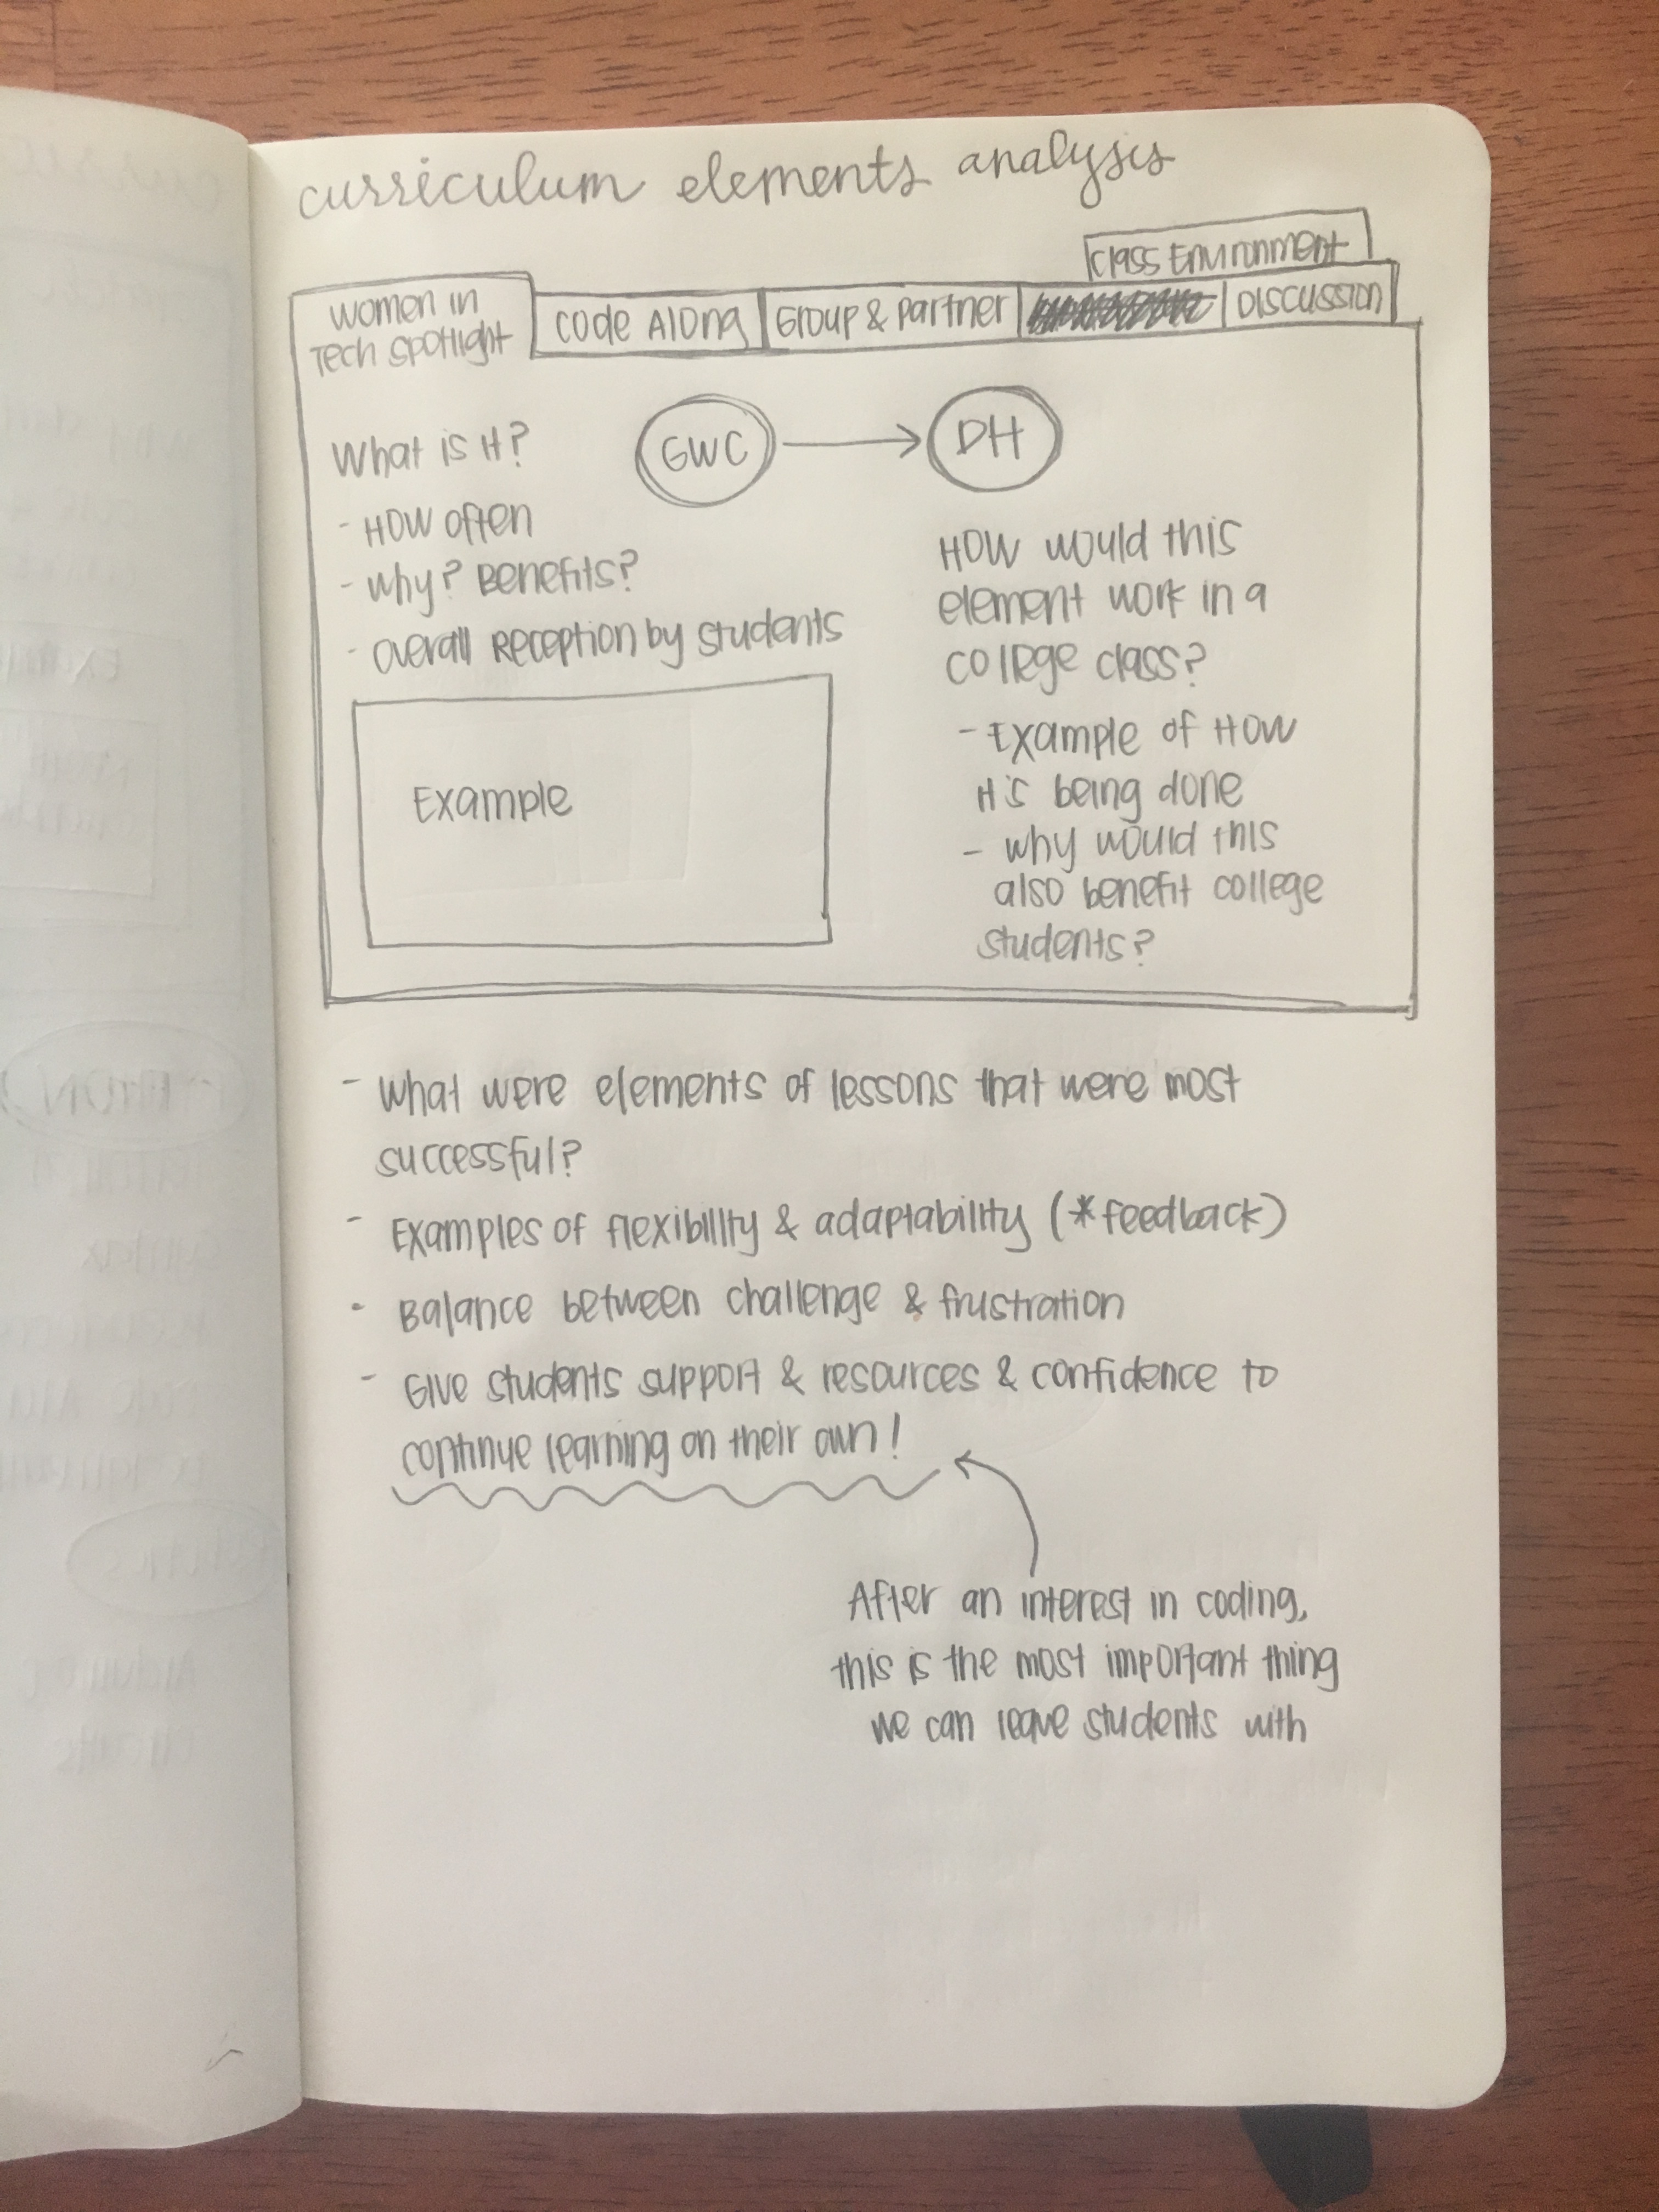 curriculum elements analysis
Class Environment
Women in
Tech Spotlight
Code Along
Group & Partner
Discussion
What is it?
- How often
- Why? Benefits?
- Overall Reception by students
Example
GWC
DH
How would this
element work in a
college class?
- Example of How
it's being done
- why would this
also benefit college
students?
- What were elements of lessons that were most
successful?
- Examples of flexibility & adaptability (*feedback)
- Balance between challenge & frustration
- Give students support & resources & confidence to
continue learning on their own!
After an interest in coding,
this is the most important thing
we can leave students with